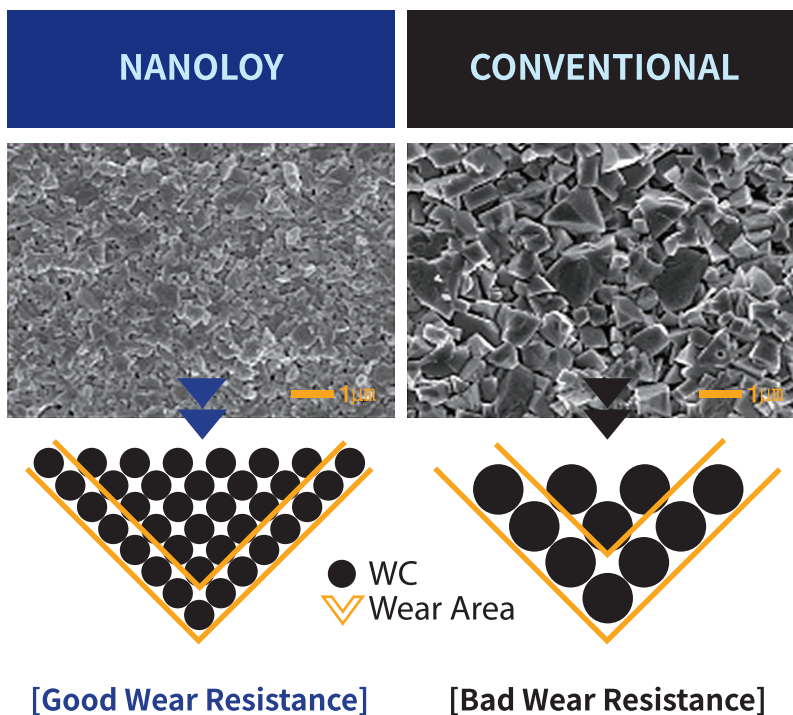 NANOLOY
CONVENTIONAL
1㎛
1㎛
WC
Wear Area
[Good Wear Resistance]
[Bad Wear Resistance]